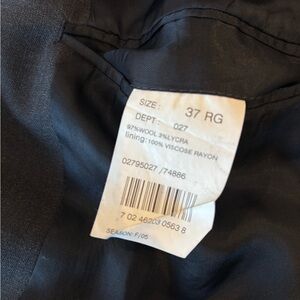 SIZE: 37 RG
DEPT: 027
97%WOOL 3%LYCRA
lining:100% VISCOSE RAYON
02795027 /74886
7 02 46203 0563 8
SEASON: F/05